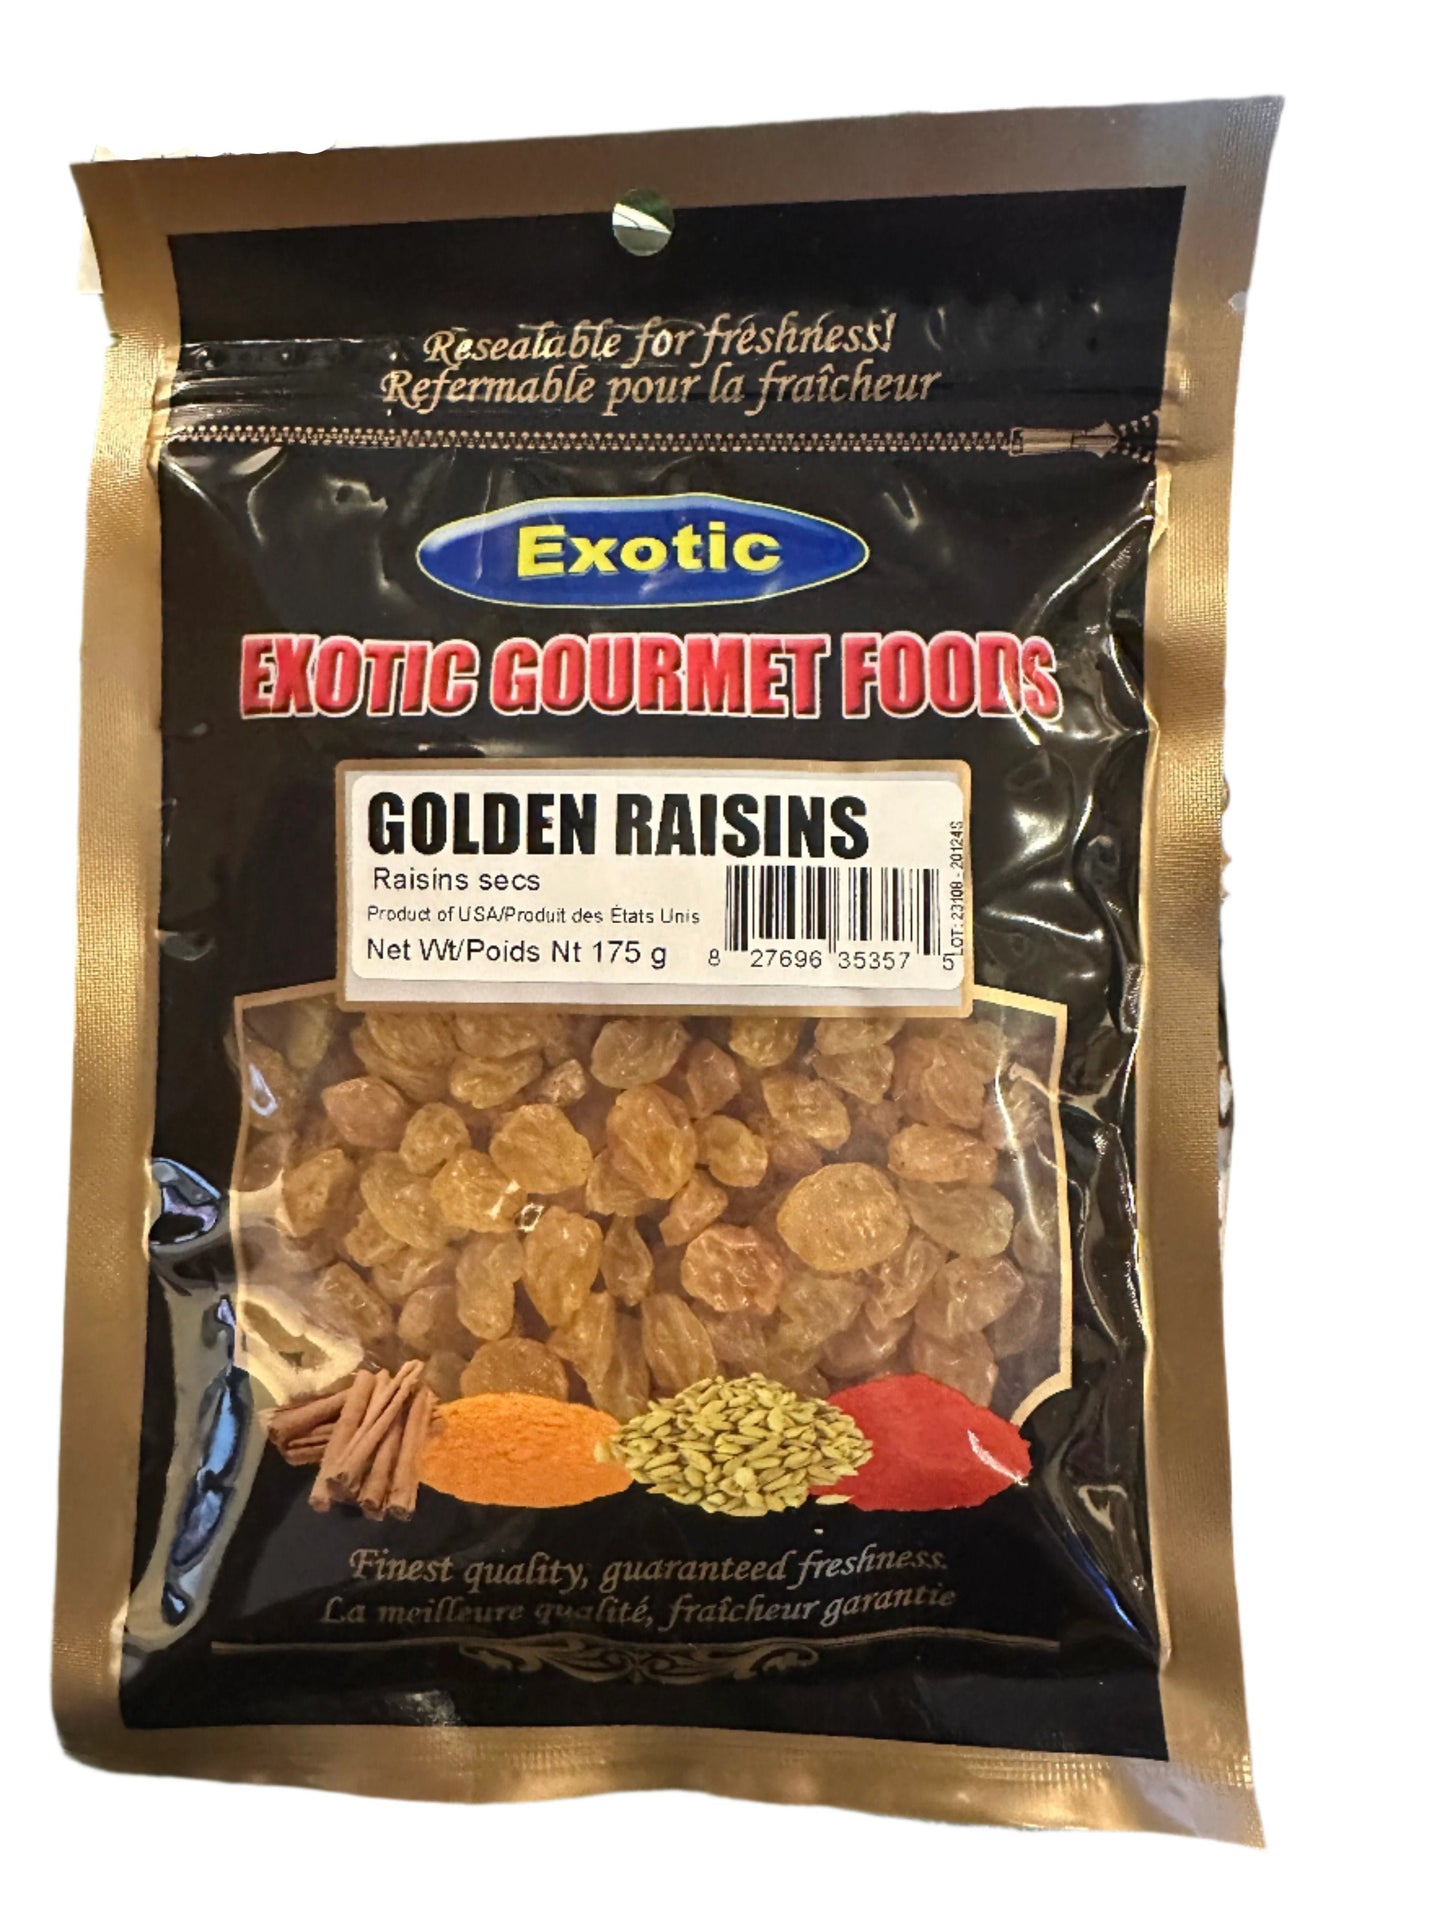 Resealable for freshness!
Refermable pour la fraîcheur
Exotic
EXOTIC GOURMET FOODS
GOLDEN RAISINS
Raisins secs
Product of USA/Produit des États Unis
Net Wt/Poids Nt 175 g
8 27696 35357 5
LOT: 23108 - 20124S
Finest quality, guaranteed freshness.
La meilleure qualité, fraîcheur garantie